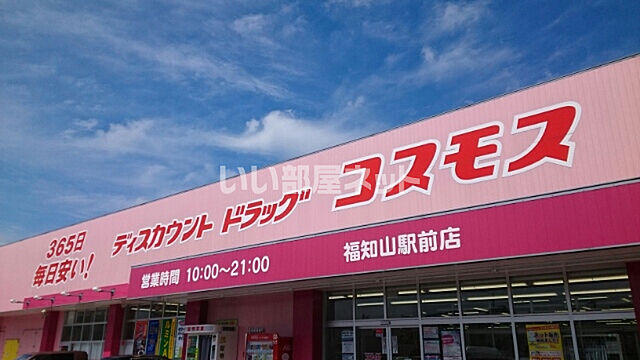 365日
毎日安い!
ディスカウント ドラッグ コスモス
営業時間 10:00～21:00
福知山駅前店
いい部屋ネット